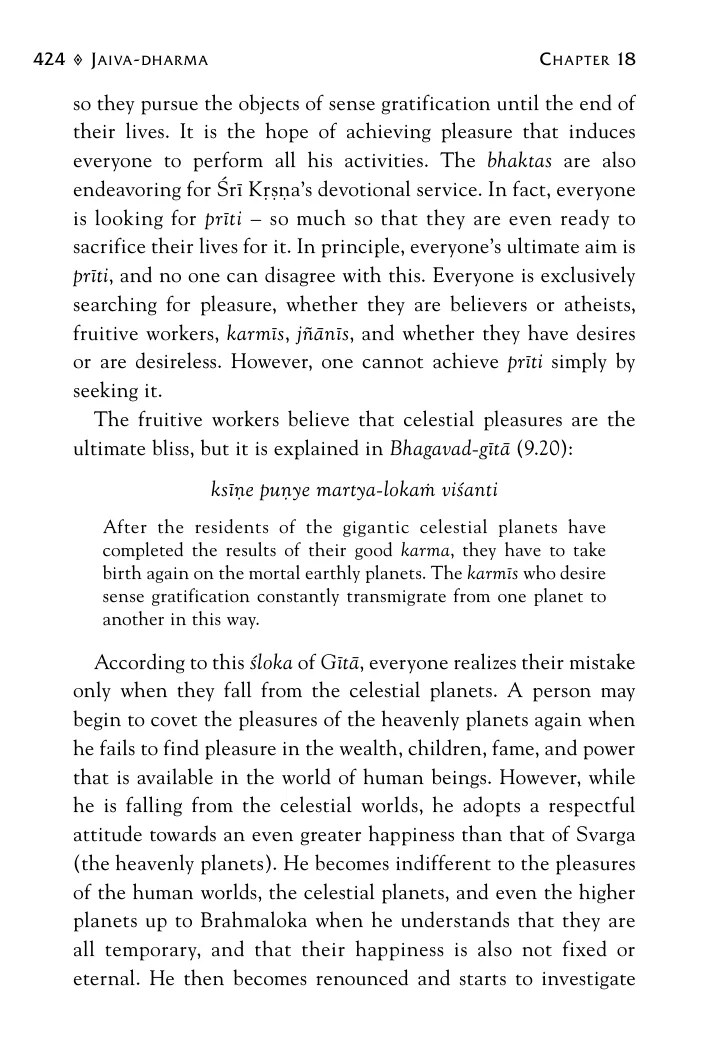 424 ◊ Jaiva-dharma Chapter 18
so they pursue the objects of sense gratification until the end of
their lives. It is the hope of achieving pleasure that induces
everyone to perform all his activities. The bhaktas are also
endeavoring for Śrī Kṛṣṇa's devotional service. In fact, everyone
is looking for prīti – so much so that they are even ready to
sacrifice their lives for it. In principle, everyone's ultimate aim is
prīti, and no one can disagree with this. Everyone is exclusively
searching for pleasure, whether they are believers or atheists,
fruitive workers, karmīs, jñānīs, and whether they have desires
or are desireless. However, one cannot achieve prīti simply by
seeking it.
The fruitive workers believe that celestial pleasures are the
ultimate bliss, but it is explained in Bhagavad-gītā (9.20):
ksīṇe puṇye martya-lokaṁ viśanti
After the residents of the gigantic celestial planets have
completed the results of their good karma, they have to take
birth again on the mortal earthly planets. The karmīs who desire
sense gratification constantly transmigrate from one planet to
another in this way.
According to this śloka of Gītā, everyone realizes their mistake
only when they fall from the celestial planets. A person may
begin to covet the pleasures of the heavenly planets again when
he fails to find pleasure in the wealth, children, fame, and power
that is available in the world of human beings. However, while
he is falling from the celestial worlds, he adopts a respectful
attitude towards an even greater happiness than that of Svarga
(the heavenly planets). He becomes indifferent to the pleasures
of the human worlds, the celestial planets, and even the higher
planets up to Brahmaloka when he understands that they are
all temporary, and that their happiness is also not fixed or
eternal. He then becomes renounced and starts to investigate